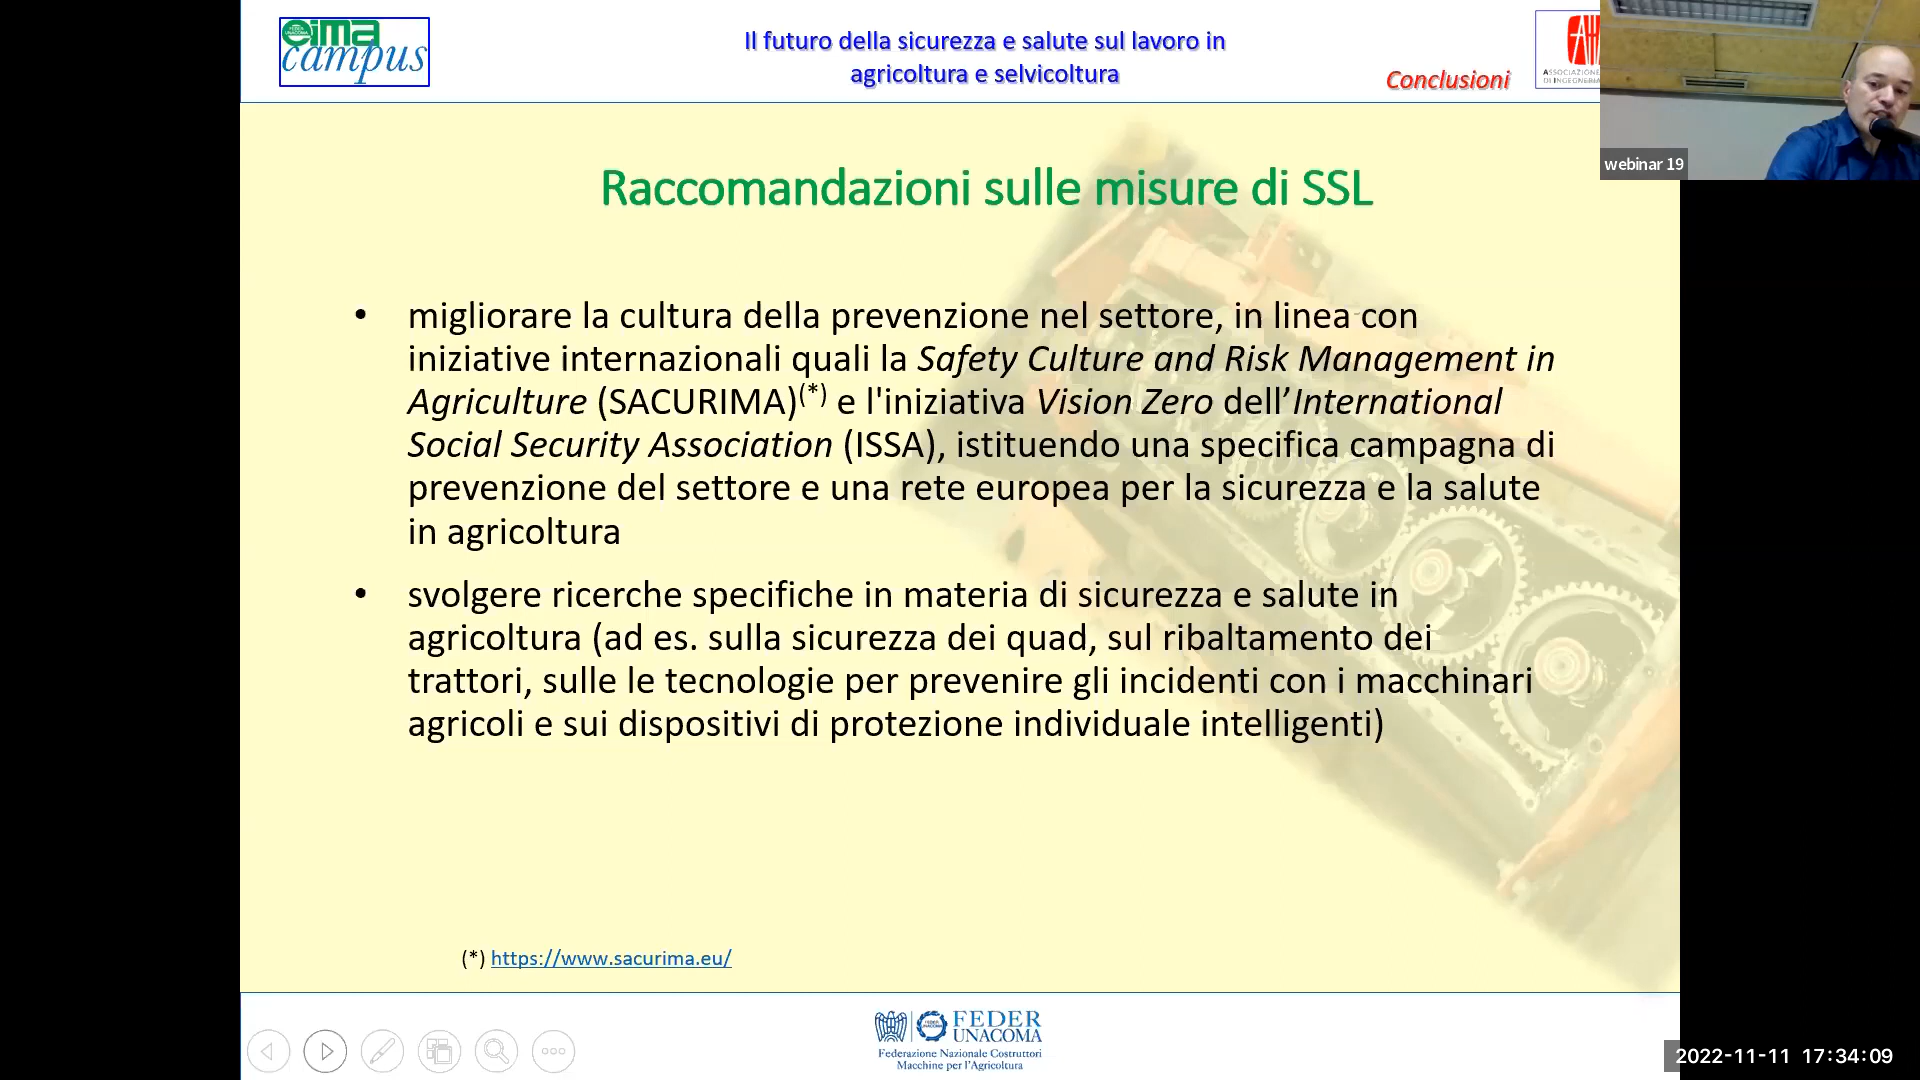 eima
FEDER UNACOMA
campus
Il futuro della sicurezza e salute sul lavoro in
agricoltura e selvicoltura
Conclusioni
ASSOCIAZIONE
DI INGEGNERIA
webinar 19
Raccomandazioni sulle misure di SSL
• migliorare la cultura della prevenzione nel settore, in linea con
iniziative internazionali quali la Safety Culture and Risk Management in
Agriculture (SACURIMA)(*) e l'iniziativa Vision Zero dell’International
Social Security Association (ISSA), istituendo una specifica campagna di
prevenzione del settore e una rete europea per la sicurezza e la salute
in agricoltura
• svolgere ricerche specifiche in materia di sicurezza e salute in
agricoltura (ad es. sulla sicurezza dei quad, sul ribaltamento dei
trattori, sulle le tecnologie per prevenire gli incidenti con i macchinari
agricoli e sui dispositivi di protezione individuale intelligenti)
(*) https://www.sacurima.eu/
FEDER
UNACOMA
Federazione Nazionale Costruttori
Macchine per l'Agricoltura
2022-11-11 17:34:09